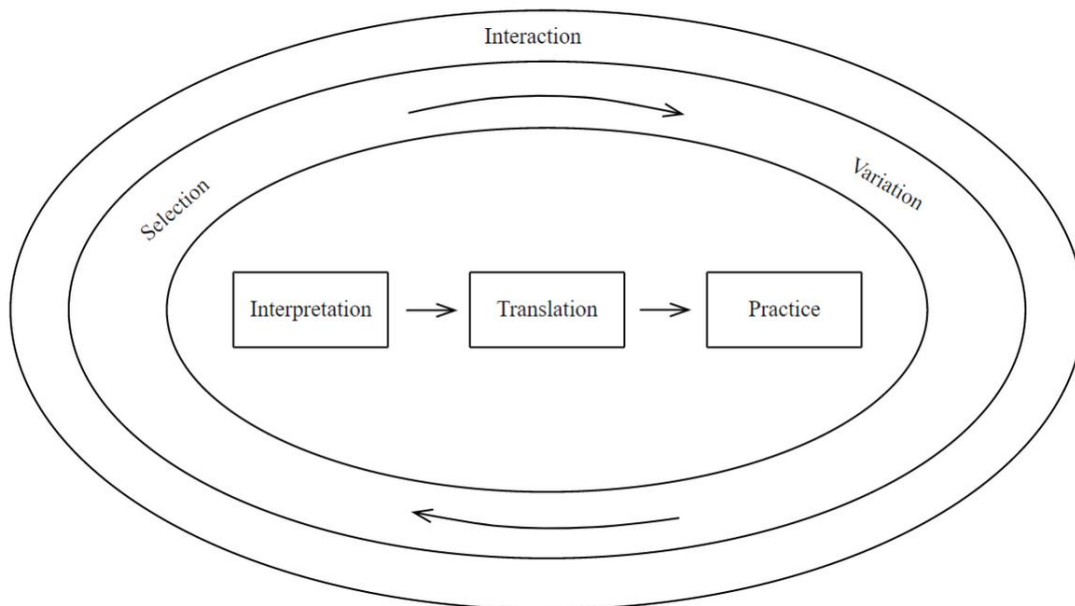 Interaction
Selection
Variation
Interpretation
Translation
Practice